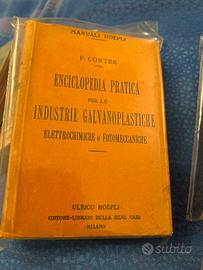 MANUALI HOEPLI
P. CONTER
ENCICLOPEDIA PRATICA
PER LE
INDUSTRIE GALVANOPLASTICHE
ELETTROCHIMICHE e FOTOMECCANICHE
ULRICO HOEPLI
EDITORE-LIBRAIO DELLA REAL CASA
MILANO
subito